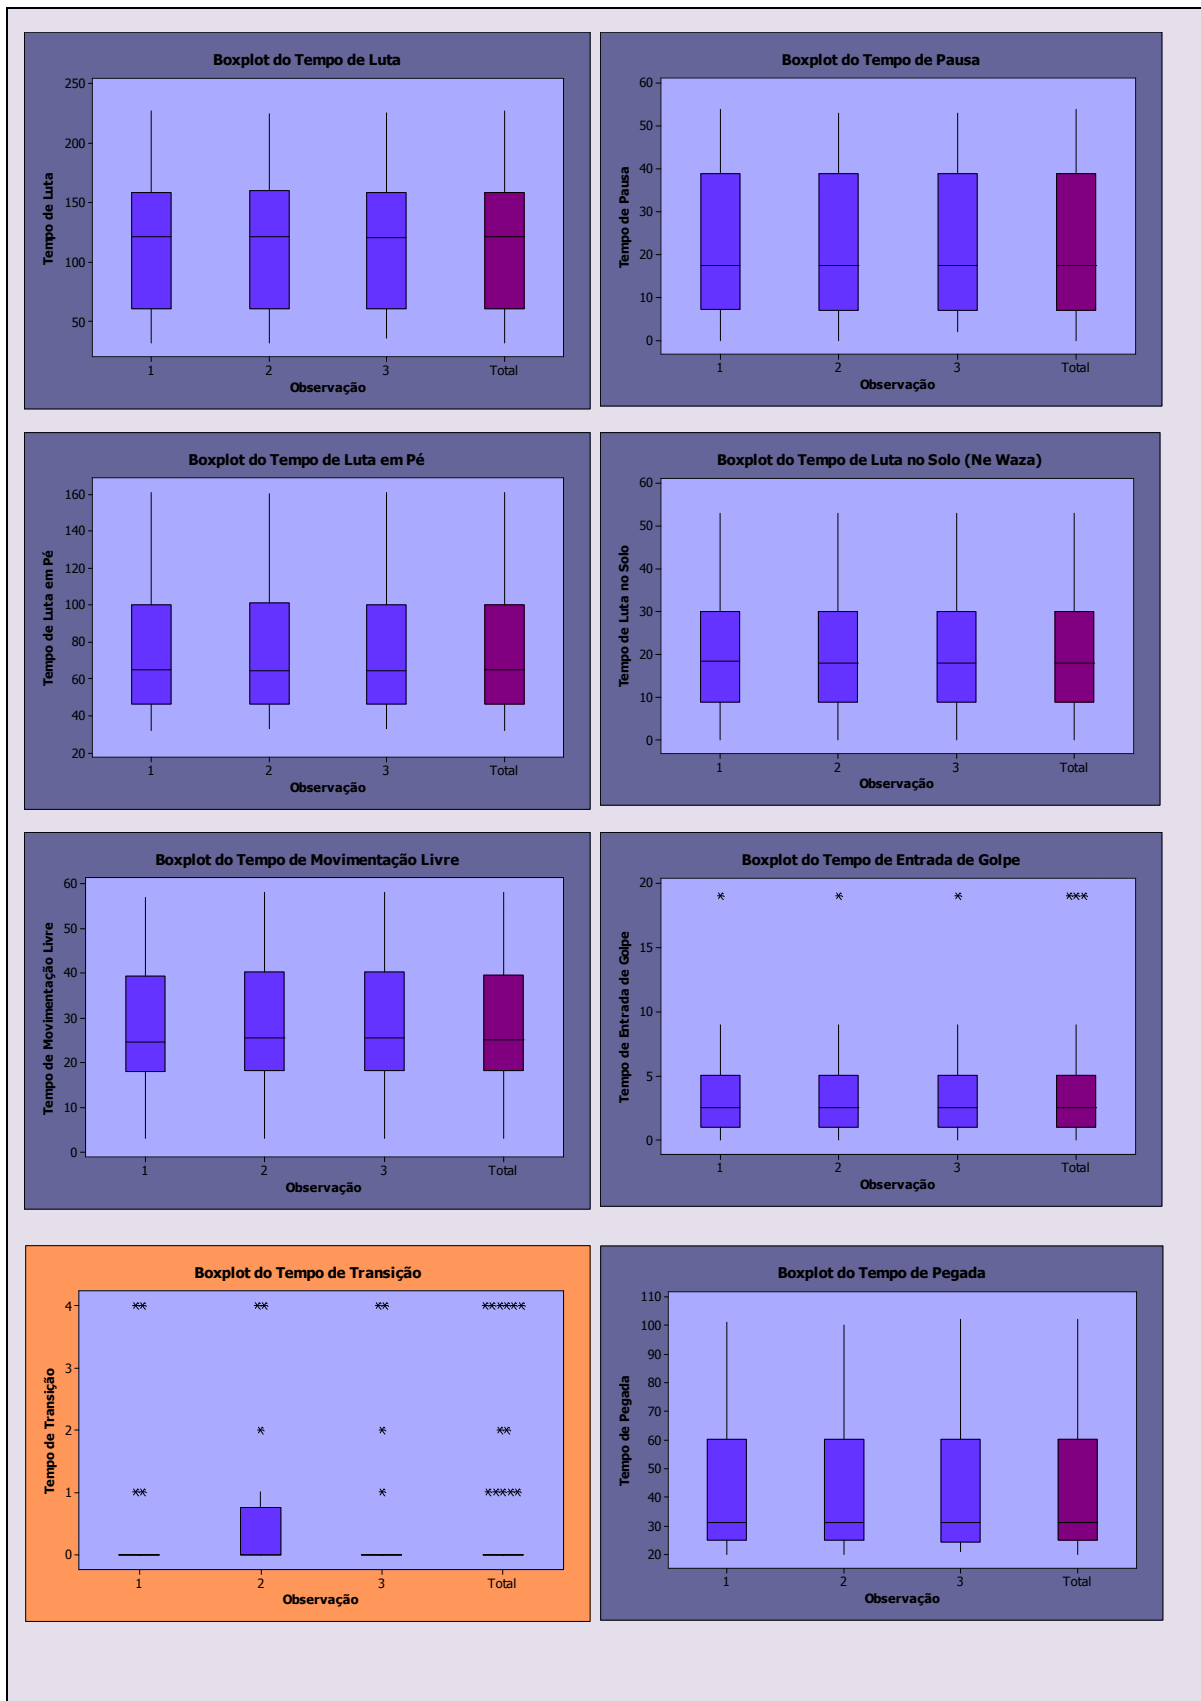 Boxplot do Tempo de Luta
250
200
150
100
50
Tempo de Luta
1 2 3 Total
Observação
Boxplot do Tempo de Pausa
60
50
40
30
20
10
0
Tempo de Pausa
1 2 3 Total
Observação
Boxplot do Tempo de Luta em Pé
160
140
120
100
80
60
40
20
Tempo de Luta em Pé
1 2 3 Total
Observação
Boxplot do Tempo de Luta no Solo (Ne Waza)
60
50
40
30
20
10
0
Tempo de Luta no Solo
1 2 3 Total
Observação
Boxplot do Tempo de Movimentação Livre
60
50
40
30
20
10
0
Tempo de Movimentação Livre
1 2 3 Total
Observação
Boxplot do Tempo de Entrada de Golpe
20
15
10
5
0
Tempo de Entrada de Golpe
1 2 3 Total
Observação
Boxplot do Tempo de Transição
4
3
2
1
0
Tempo de Transição
1 2 3 Total
Observação
Boxplot do Tempo de Pegada
110
100
90
80
70
60
50
40
30
20
Tempo de Pegada
1 2 3 Total
Observação